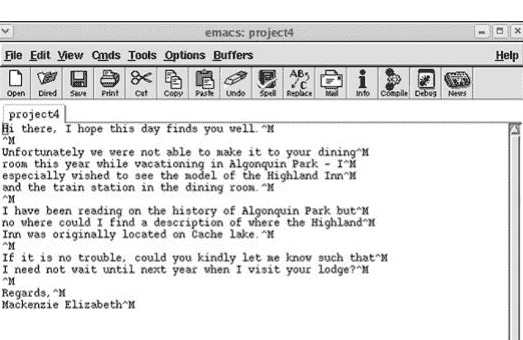 emacs: project4
File Edit View Cmds Tools Options Buffers Help
Open Dired Save Print Cut Copy Paste Undo Spell Replace Mail Info Compile Debug News
project4
Hi there, I hope this day finds you well.^M
^M
Unfortunately we were not able to make it to your dining^M
room this year while vacationing in Algonquin Park - I^M
especially wished to see the model of the Highland Inn^M
and the train station in the dining room.^M
^M
I have been reading on the history of Algonquin Park but^M
no where could I find a description of where the Highland^M
Inn was originally located on Cache lake.^M
^M
If it is no trouble, could you kindly let me know such that^M
I need not wait until next year when I visit your lodge?^M
^M
Regards,^M
Mackenzie Elizabeth^M